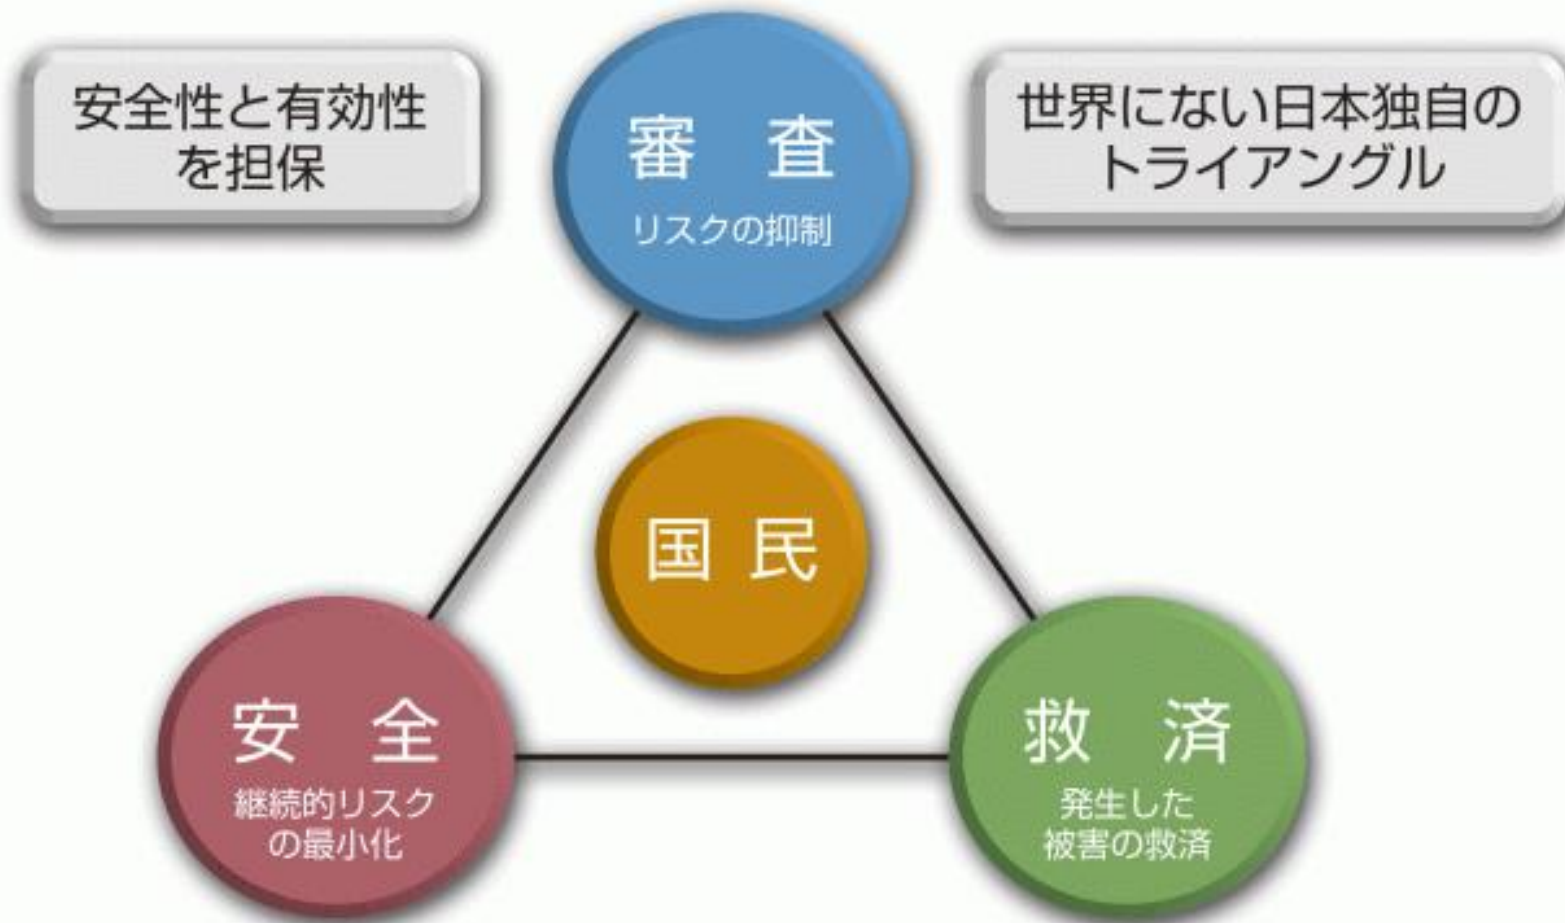 安全性と有効性
を担保
世界にない日本独自の
トライアングル
審査
リスクの抑制
国民
安全
継続的リスク
の最小化
救済
発生した
被害の救済